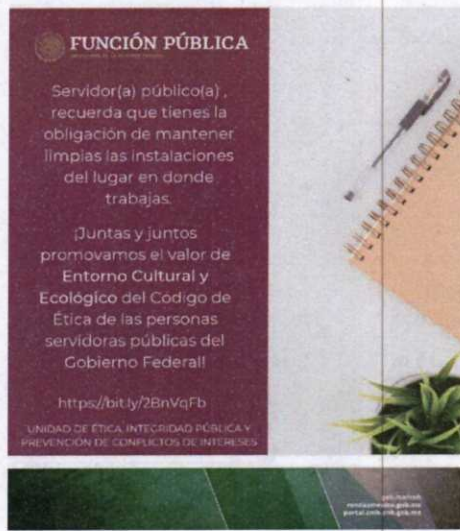 FUNCIÓN PÚBLICA
Servidor(a) público(a) ,
recuerda que tienes la
obligación de mantener
limpias las instalaciones
del lugar en donde
trabajas.
¡Juntas y juntos
promovamos el valor de
Entorno Cultural y
Ecológico del Código de
Ética de las personas
servidoras públicas del
Gobierno Federal!
https://bit.ly/2BnVqFb
UNIDAD DE ÉTICA, INTEGRIDAD PÚBLICA Y
PREVENCIÓN DE CONFLICTOS DE INTERESES